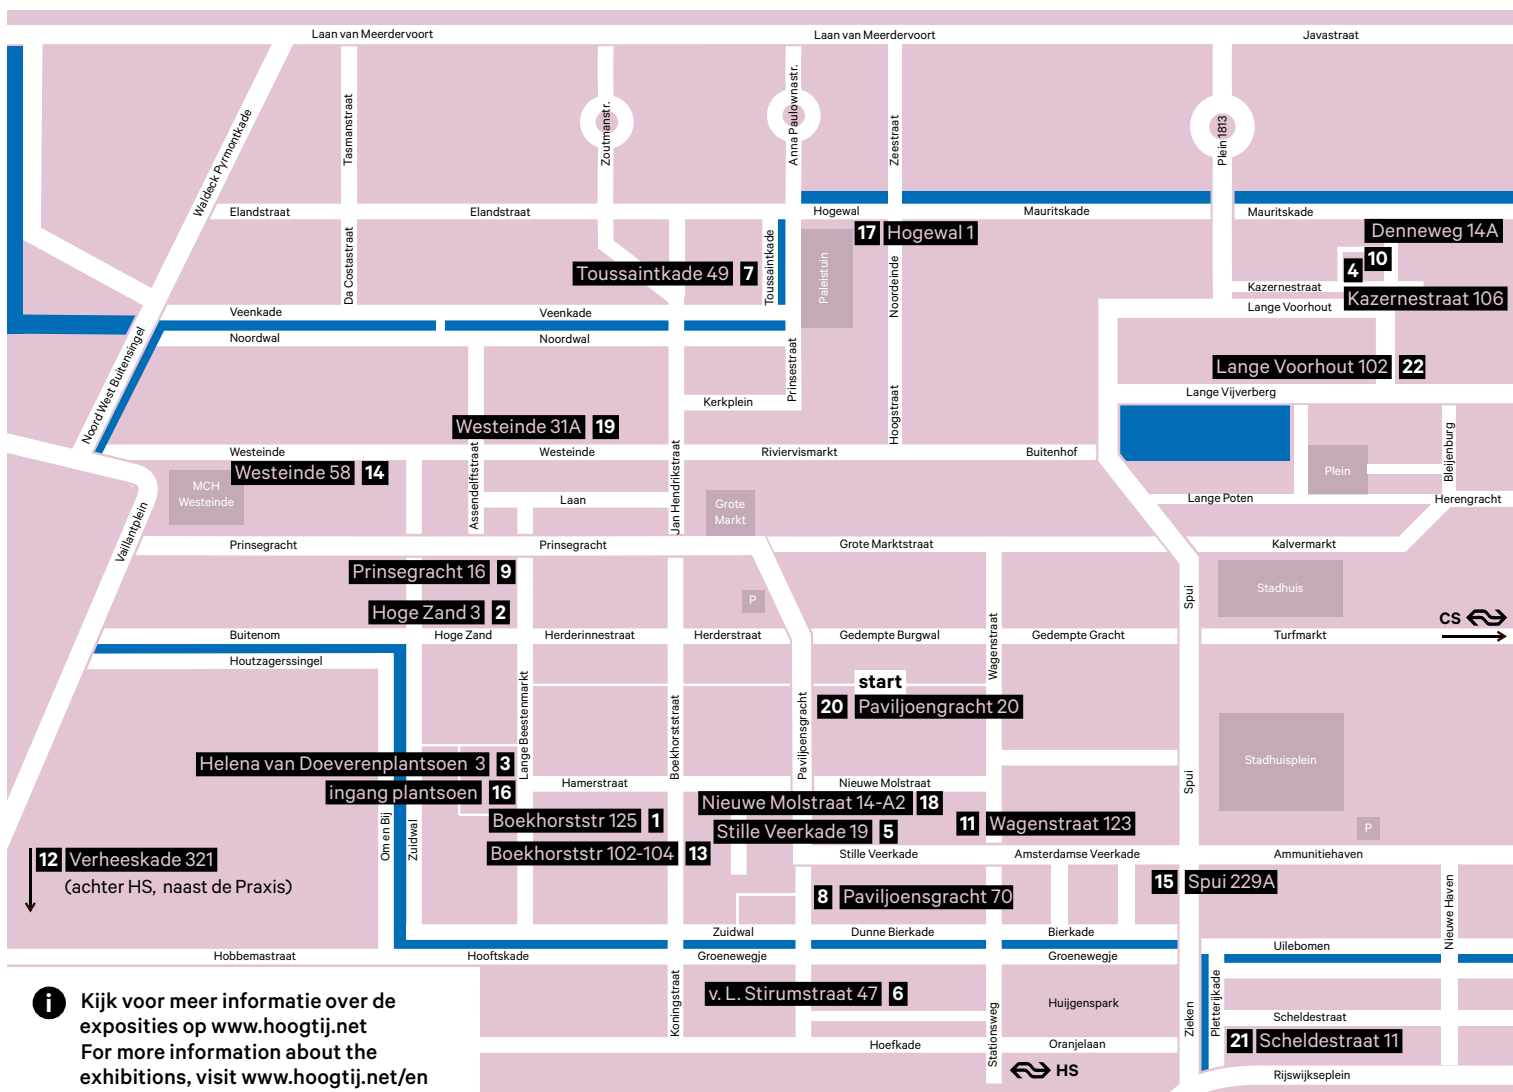 Laan van Meerdervoort
Laan van Meerdervoort
Javastraat
Waldeck Pyrmontkade
Tasmanstraat
Zoutmanstr.
Anna Paulownastr.
Zeestraat
Plein 1813
Elandstraat
Elandstraat
Hogewal
Mauritskade
Mauritskade
17 Hogewal 1
Denneweg 14A
10
4
Kazernestraat
Kazernestraat 106
Da Costastraat
Toussaintkade 49 7
Toussaintkade
Paleistuin
Noordeinde
Lange Voorhout
Veenkade
Veenkade
Noordwal
Noordwal
Noord West Buitensingel
Prinsestraat
Lange Voorhout 102 22
Kerkplein
Hoogstraat
Lange Vijverberg
Westeinde 31A 19
Westeinde
Westeinde
Riviervismarkt
Buitenhof
Westeinde 58 14
MCH
Westeinde
Assendelftstraat
Jan Hendrikstraat
Plein
Bleijenburg
Laan
Grote
Markt
Lange Poten
Herengracht
Vaillantplein
Prinsegracht
Prinsegracht
Grote Marktstraat
Kalvermarkt
Prinsegracht 16 9
Stadhuis
Spui
P
Hoge Zand 3 2
CS
Buitenom
Hoge Zand
Herderinnestraat
Herderstraat
Gedempte Burgwal
Wagenstraat
Gedempte Gracht
Turfmarkt
Houtzagerssingel
start
20 Paviljoengracht 20
Lange Beestenmarkt
Boekhorststraat
Paviljoensgracht
Helena van Doeverenplantsoen 3 3
Stadhuisplein
Spui
ingang plantsoen 16
Hamerstraat
Nieuwe Molstraat
Nieuwe Molstraat 14-A2 18
Boekhorststr 125 1
Stille Veerkade 19 5
11 Wagenstraat 123
P
Om en Bij
Zuidwal
Boekhorststr 102-104 13
Stille Veerkade
Amsterdamse Veerkade
Ammunitiehaven
12 Verheeskade 321
(achter HS, naast de Praxis)
15 Spui 229A
8 Paviljoensgracht 70
Nieuwe Haven
Zuidwal
Dunne Bierkade
Bierkade
Uilebomen
Hobbemastraat
Hooftskade
Groenewegje
Groenewegje
v. L. Stirumstraat 47 6
Koningstraat
Stationsweg
Huijgenspark
Zieken
Pletterijkade
Scheldestraat
21 Scheldestraat 11
Hoefkade
Oranjelaan
HS
Rijswijkseplein
i
Kijk voor meer informatie over de
exposities op www.hoogtij.net
For more information about the
exhibitions, visit www.hoogtij.net/en